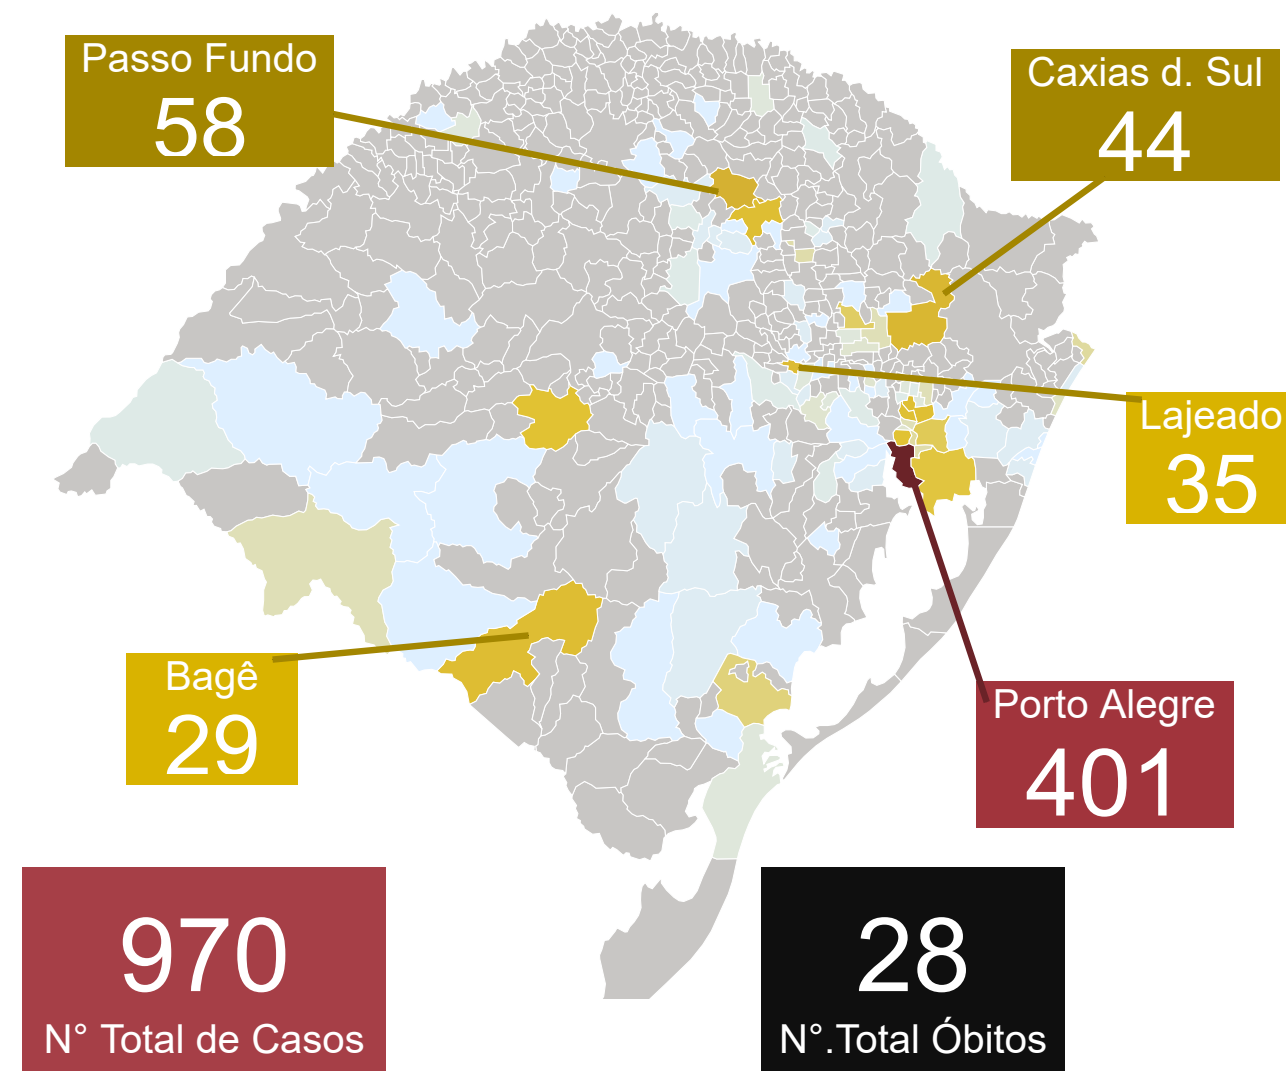 Passo Fundo
58
Caxias d. Sul
44
Lajeado
35
Bagê
29
Porto Alegre
401
970
N° Total de Casos
28
N°.Total Óbitos